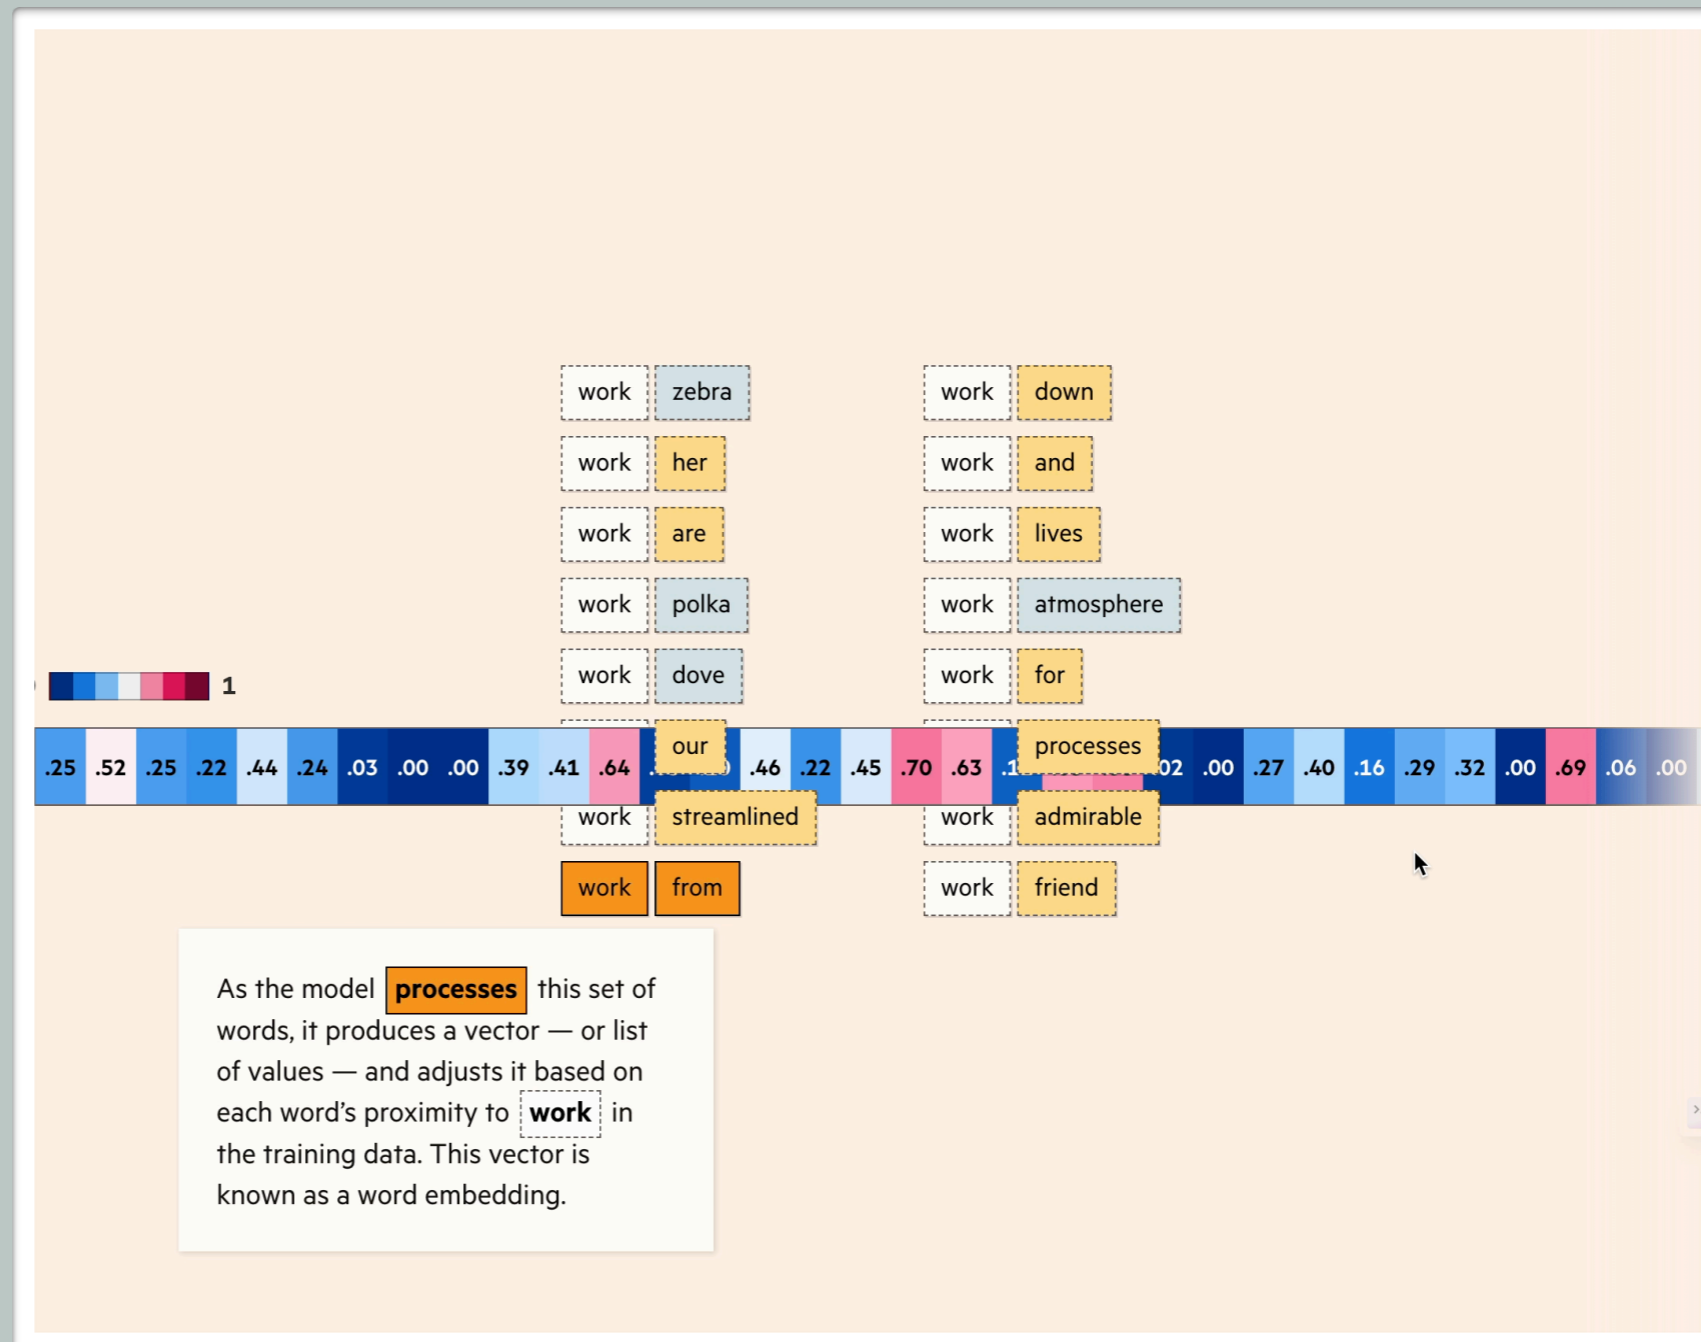 work zebra work down
work her work and
work are work lives
work polka work atmosphere
work dove work for
1
our processes
.25 .52 .25 .22 .44 .24 .03 .00 .00 .39 .41 .64 .46 .22 .45 .70 .63 .00 .27 .40 .16 .29 .32 .00 .69 .06 .00
work streamlined work admirable
work from work friend
As the model processes this set of
words, it produces a vector — or list
of values — and adjusts it based on
each word’s proximity to work in
the training data. This vector is
known as a word embedding.